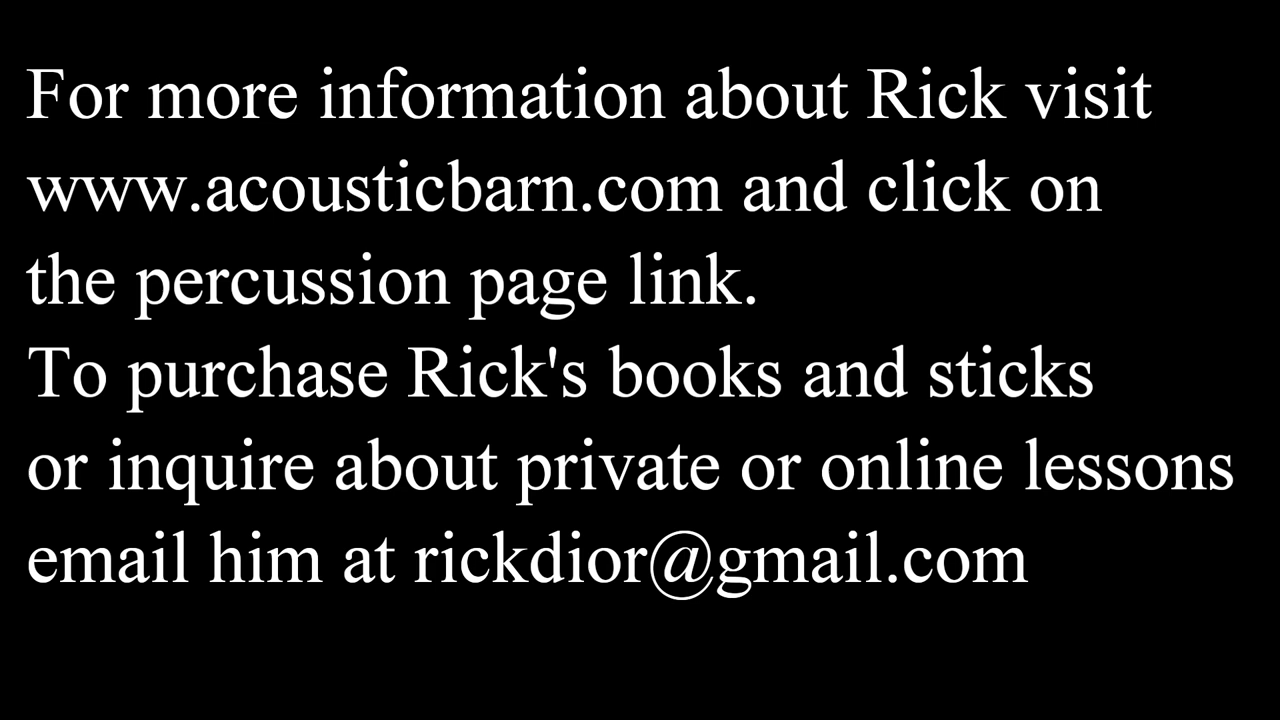 For more information about Rick visit
www.acousticbarn.com and click on
the percussion page link.
To purchase Rick's books and sticks
or inquire about private or online lessons
email him at rickdior@gmail.com